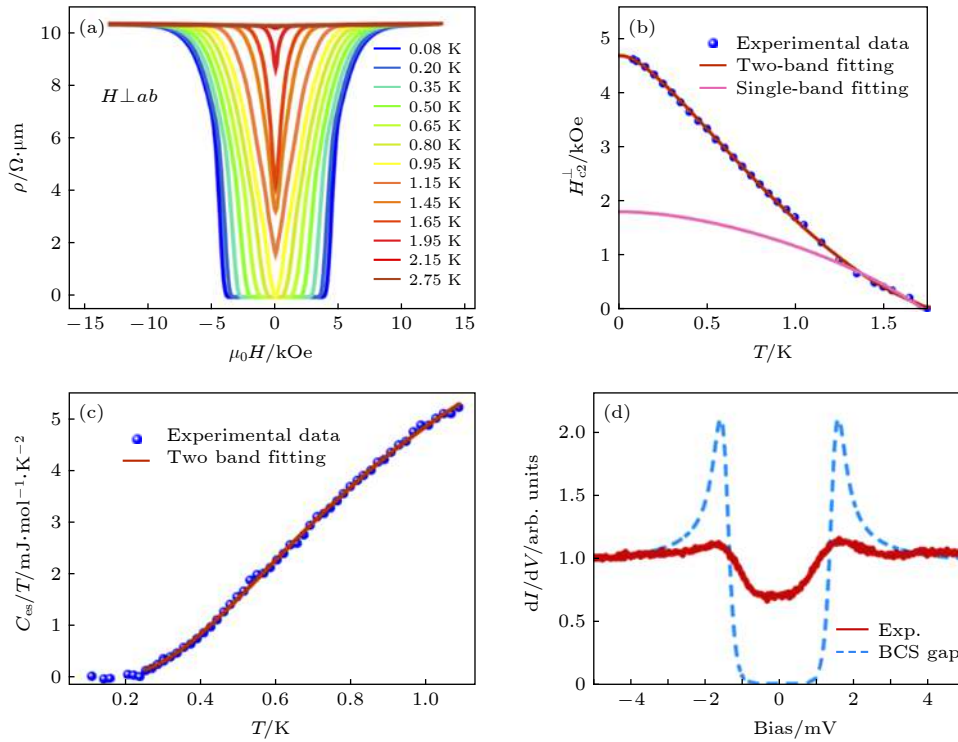 (a)
10
8
6
4
2
0
ρ/Ω·μm
H⊥ab
0.08 K
0.20 K
0.35 K
0.50 K
0.65 K
0.80 K
0.95 K
1.15 K
1.45 K
1.65 K
1.95 K
2.15 K
2.75 K
−15 −10 −5 0 5 10 15
μ0H/kOe
(b)
5
4
3
2
1
0
H⊥c2/kOe
Experimental data
Two-band fitting
Single-band fitting
0 0.5 1.0 1.5
T/K
(c)
5
4
3
2
1
0
Ces/T/mJ·mol−1·K−2
Experimental data
Two band fitting
0.2 0.4 0.6 0.8 1.0
T/K
(d)
2.0
1.5
1.0
0.5
0
dI/dV/arb. units
Exp.
BCS gap
−4 −2 0 2 4
Bias/mV